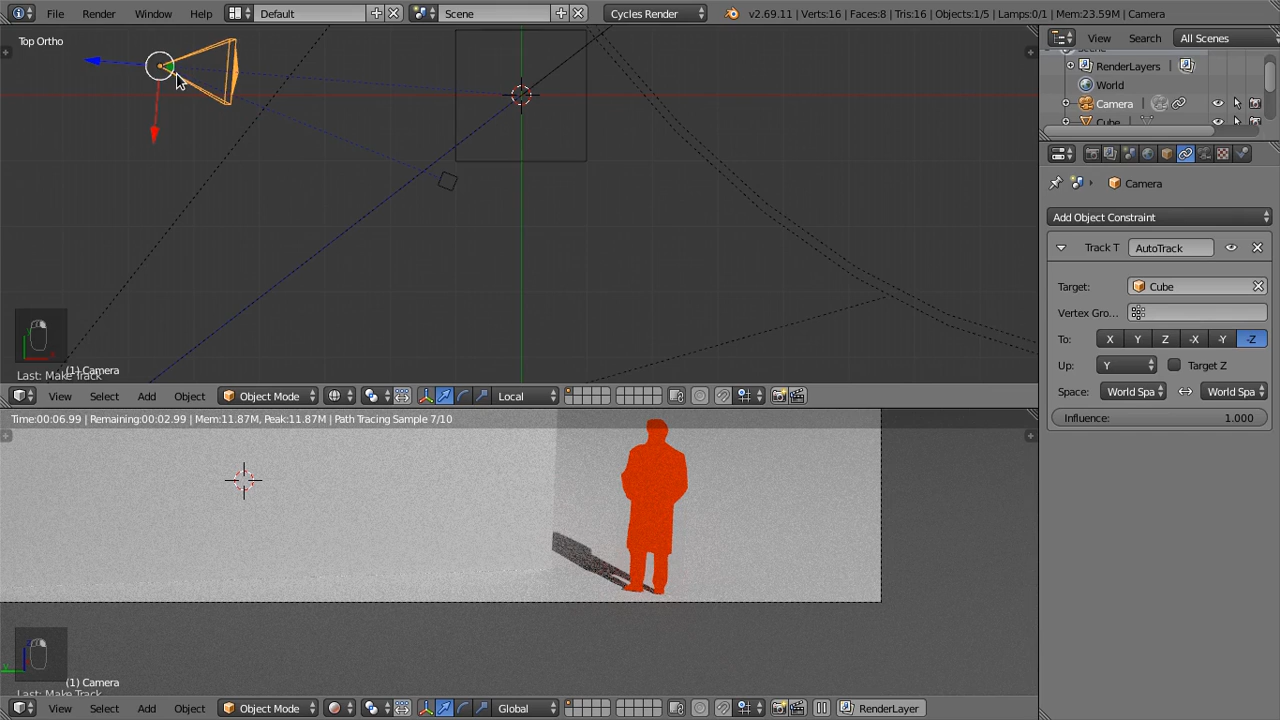 File Render Window Help Default Scene Cycles Render v2.69.11 | Verts:16 | Faces:8 | Tris:16 | Objects:1/5 | Lamps:0/1 | Mem:23.59M | Camera
Top Ortho
(1) Camera
Last: Make Track
View Select Add Object Object Mode Local
Time:00:06.99 | Remaining:00:02.99 | Mem:11.87M, Peak:11.87M | Path Tracing Sample 7/10
(1) Camera
Last: Make Track
View Select Add Object Object Mode Global RenderLayer
View Search All Scenes
Scene
RenderLayers
World
Camera
Cube
Camera
Add Object Constraint
Track T AutoTrack
Target: Cube
Vertex Gro...
To: X Y Z -X -Y -Z
Up: Y Target Z
Space: World Spa World Spa
Influence: 1.000